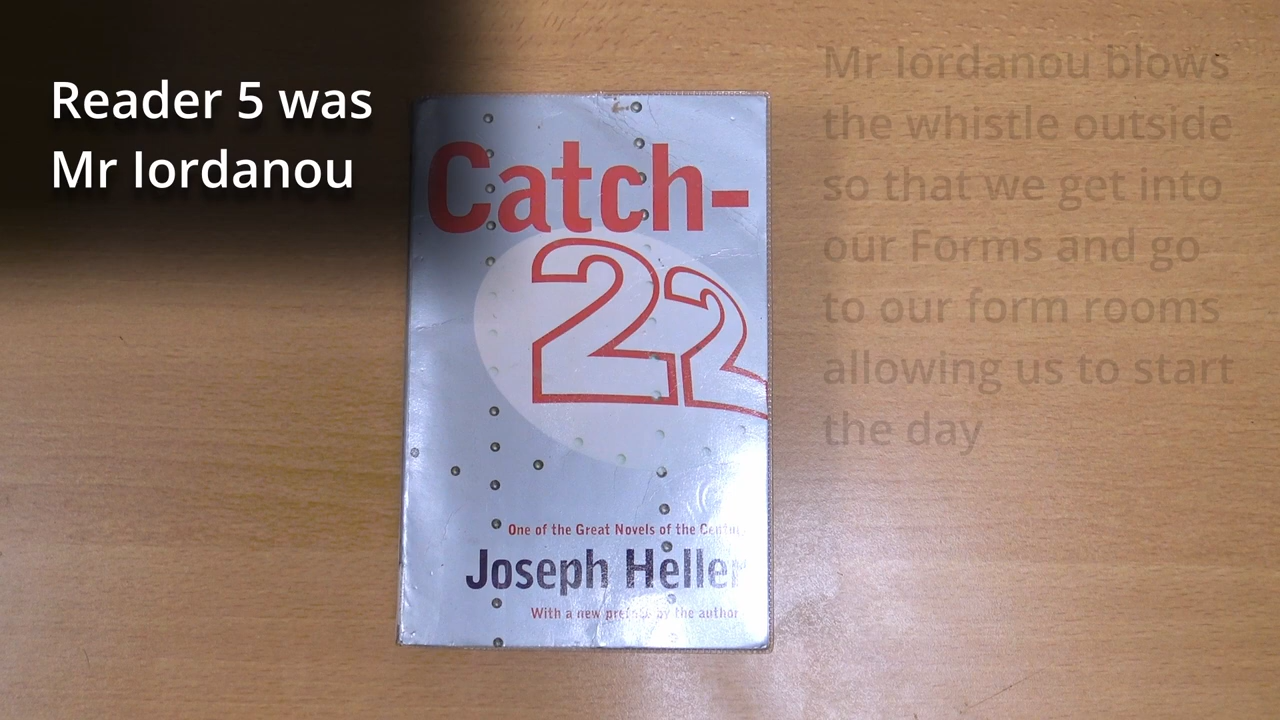 Reader 5 was
Mr Iordanou
Catch-
22
One of the Great Novels of the Century
Joseph Heller
With a new preface by the author
Mr Iordanou blows
the whistle outside
so that we get into
our Forms and go
to our form rooms
allowing us to start
the day